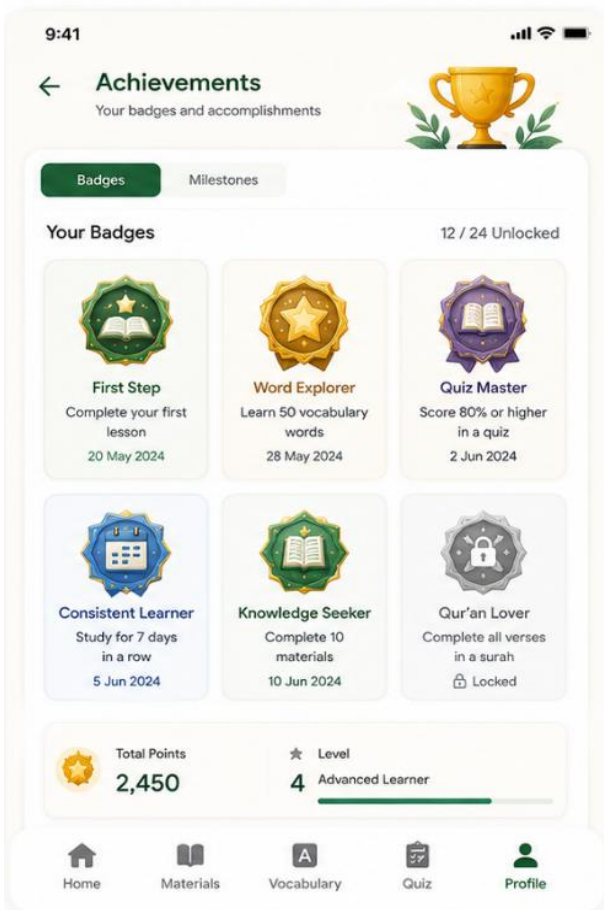 9:41
Achievements
Your badges and accomplishments
Badges
Milestones
Your Badges
12 / 24 Unlocked
First Step
Complete your first
lesson
20 May 2024
Word Explorer
Learn 50 vocabulary
words
28 May 2024
Quiz Master
Score 80% or higher
in a quiz
2 Jun 2024
Consistent Learner
Study for 7 days
in a row
5 Jun 2024
Knowledge Seeker
Complete 10
materials
10 Jun 2024
Qur'an Lover
Complete all verses
in a surah
Locked
Total Points
2,450
Level
4 Advanced Learner
Home
Materials
A
Vocabulary
Quiz
Profile